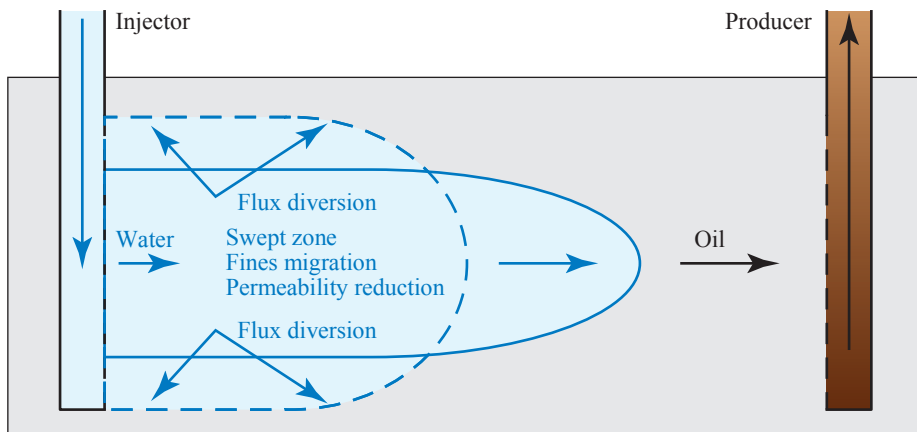 Injector
Producer
Flux diversion
Water
Swept zone
Fines migration
Permeability reduction
Oil
Flux diversion